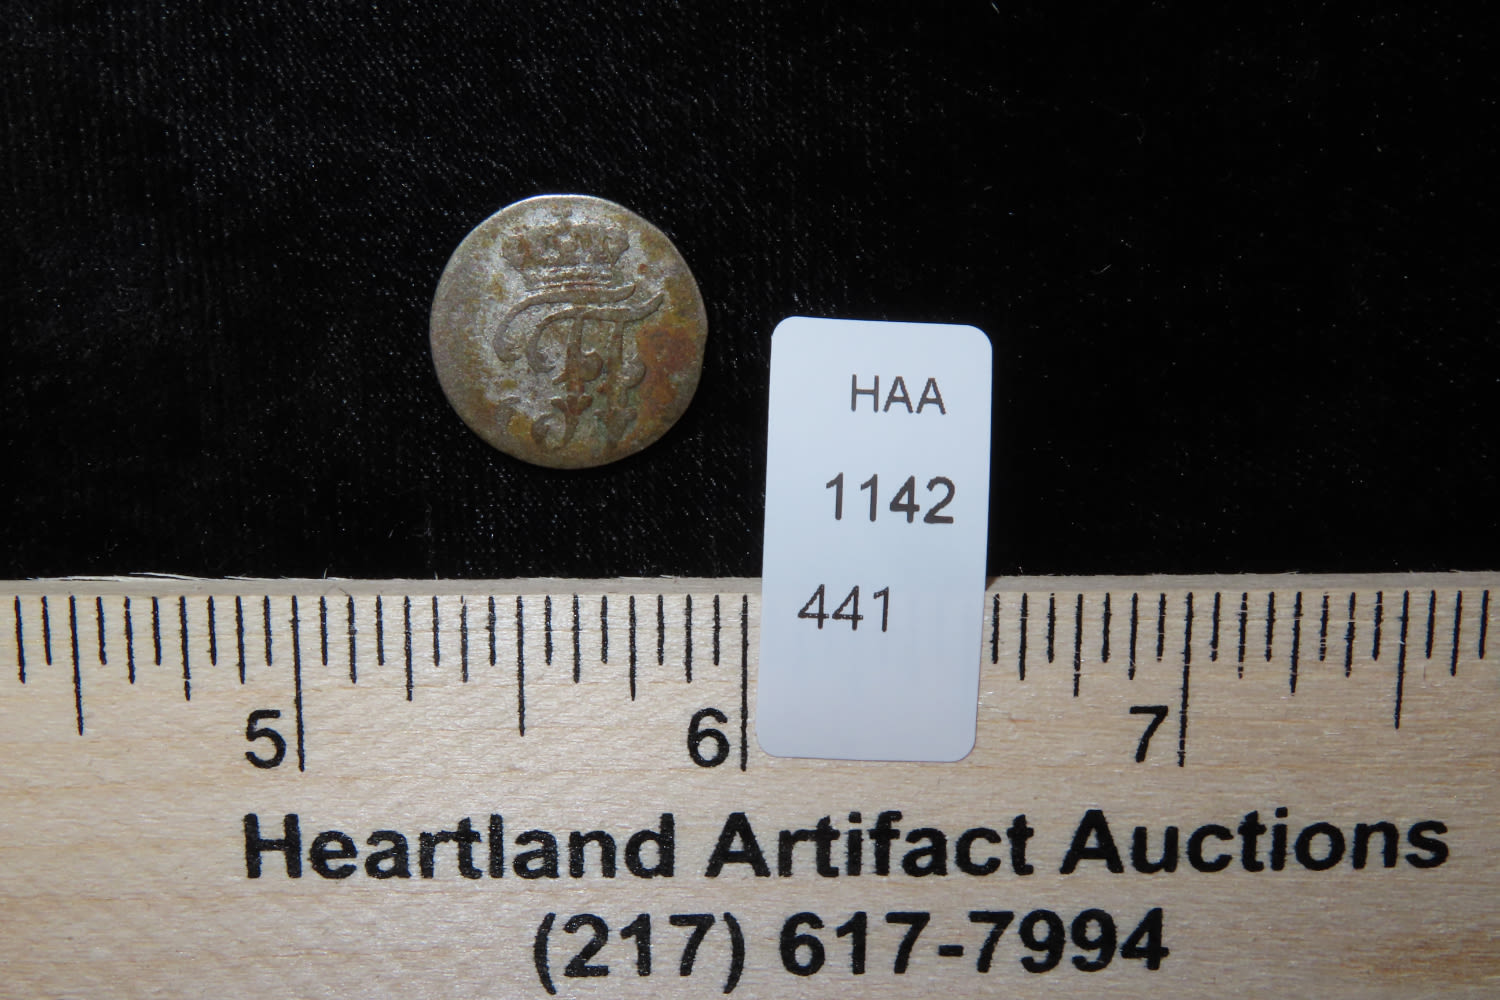 HAA
1142
441
5 6 7
Heartland Artifact Auctions
(217) 617-7994